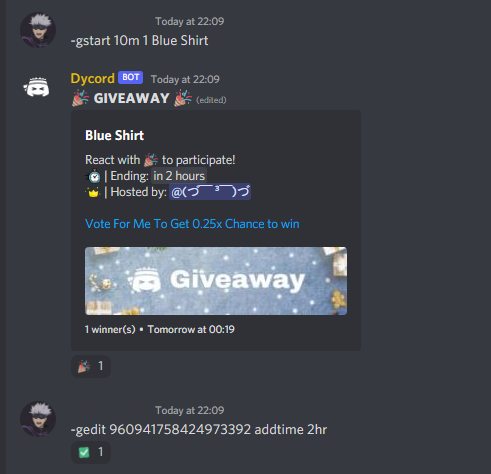 Today at 22:09
-gstart 10m 1 Blue Shirt
Dycord BOT Today at 22:09
🎉 GIVEAWAY 🎉 (edited)
Blue Shirt
React with 🎉 to participate!
⏱️ | Ending: in 2 hours
👑 | Hosted by: @(づ ̄ ³ ̄)づ
Vote For Me To Get 0.25x Chance to win
Giveaway
1 winner(s) • Tomorrow at 00:19
🎉 1
Today at 22:09
-gedit 960941758424973392 addtime 2hr
✅ 1